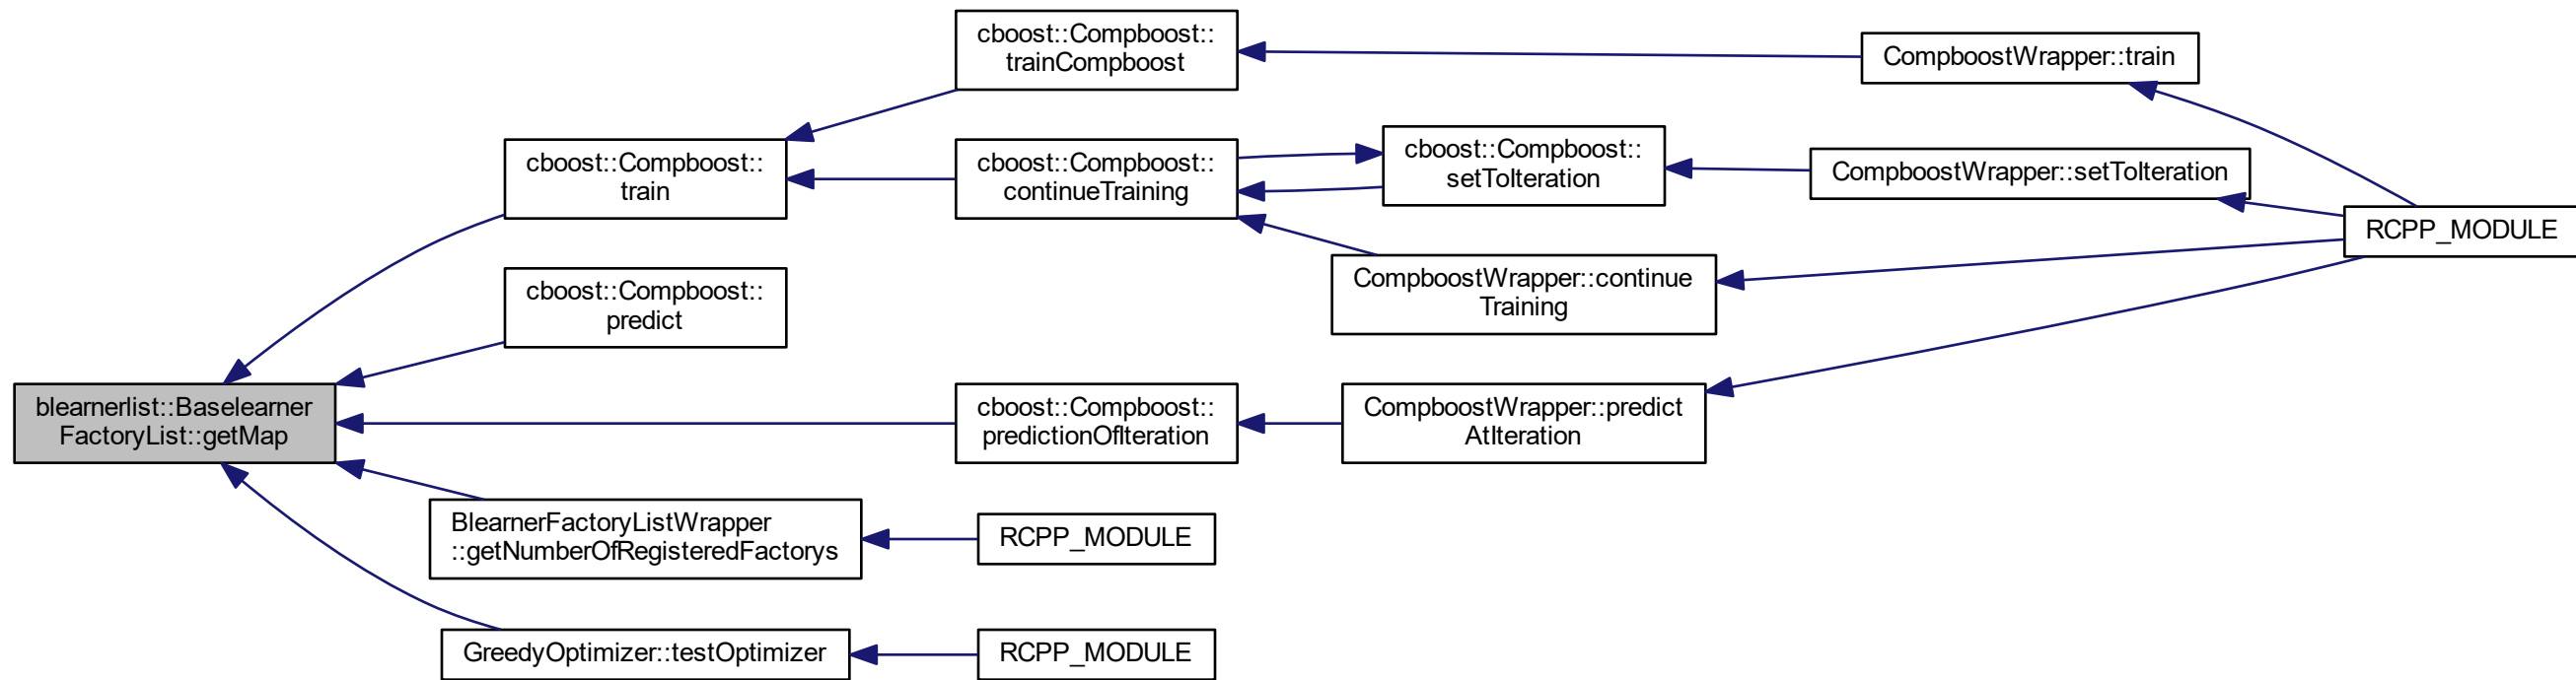 cboost::Compboost::
trainCompboost
CompboostWrapper::train
cboost::Compboost::
train
cboost::Compboost::
continueTraining
cboost::Compboost::
setToIteration
CompboostWrapper::setToIteration
RCPP_MODULE
cboost::Compboost::
predict
CompboostWrapper::continue
Training
blearnerlist::Baselearner
FactoryList::getMap
cboost::Compboost::
predictionOfIteration
CompboostWrapper::predict
AtIteration
BlearnerFactoryListWrapper
::getNumberOfRegisteredFactorys
RCPP_MODULE
GreedyOptimizer::testOptimizer
RCPP_MODULE